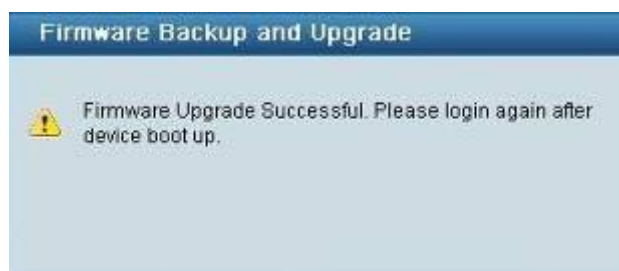 Firmware Backup and Upgrade
Firmware Upgrade Successful. Please login again after
device boot up.